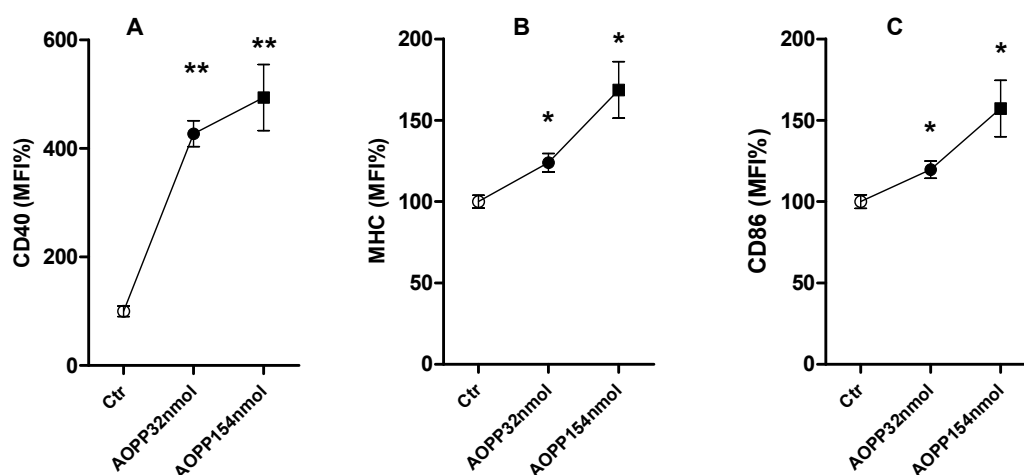 A
CD40 (MFI%)
600
400
200
0
**
**
Ctr
AOPP32nmol
AOPP154nmol
B
MHC (MFI%)
200
150
100
50
0
*
*
Ctr
AOPP32nmol
AOPP154nmol
C
CD86 (MFI%)
200
150
100
50
0
*
*
Ctr
AOPP32nmol
AOPP154nmol